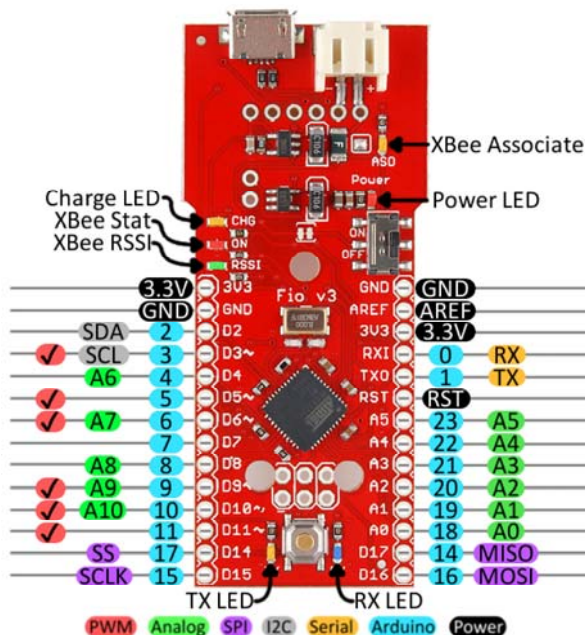 - +
XBee Associate
ASO
Power
Charge LED
CHG
Power LED
XBee Stat
ON
ON
XBee RSSI
RSSI
OFF
3.3V 3V3 GND GND
GND GND Fio v3 AREF AREF
SDA 2 D2 3V3 3.3V
SCL 3 D3~ RXI 0 RX
A6 4 D4 TXO 1 TX
5 D5~ RST RST
A7 6 D6~ A5 23 A5
7 D7 A4 22 A4
A8 8 D8 A3 21 A3
A9 9 D9~ A2 20 A2
A10 10 D10~ A1 19 A1
11 D11~ A0 18 A0
SS 17 D14 D17 14 MISO
SCLK 15 D15 D16 16 MOSI
TX LED RX LED
PWM Analog SPI I2C Serial Arduino Power